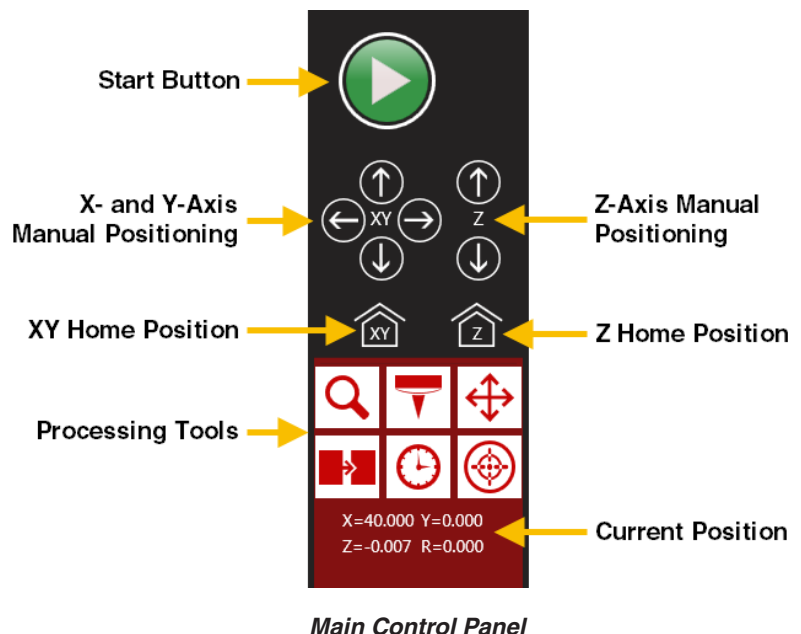 Start Button
X- and Y-Axis
Manual Positioning
XY
Z
Z-Axis Manual
Positioning
XY Home Position
XY
Z
Z Home Position
Processing Tools
X=40.000 Y=0.000
Z=-0.007 R=0.000
Current Position
Main Control Panel